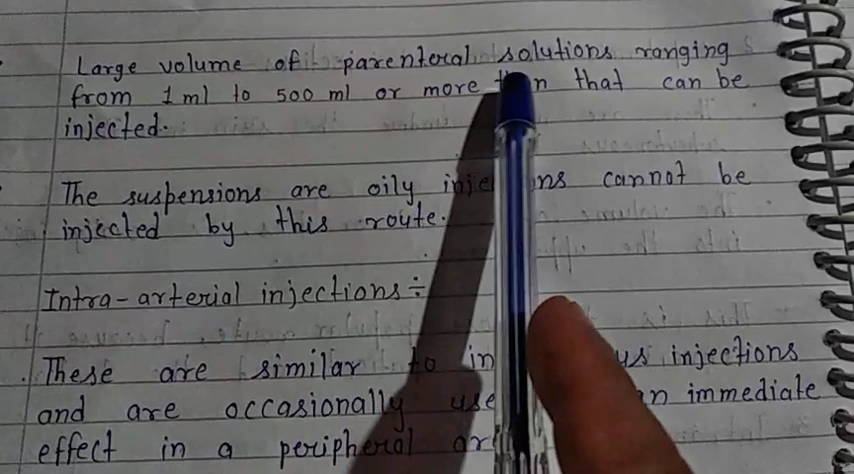 Large volume of parenteral solutions ranging
from 1 ml to 500 ml or more that can be
injected.
The suspensions are oily cannot be
injected by this route.
Intra-arterial injections÷
These are similar to injections
and are occasionally immediate
effect in a peripheral